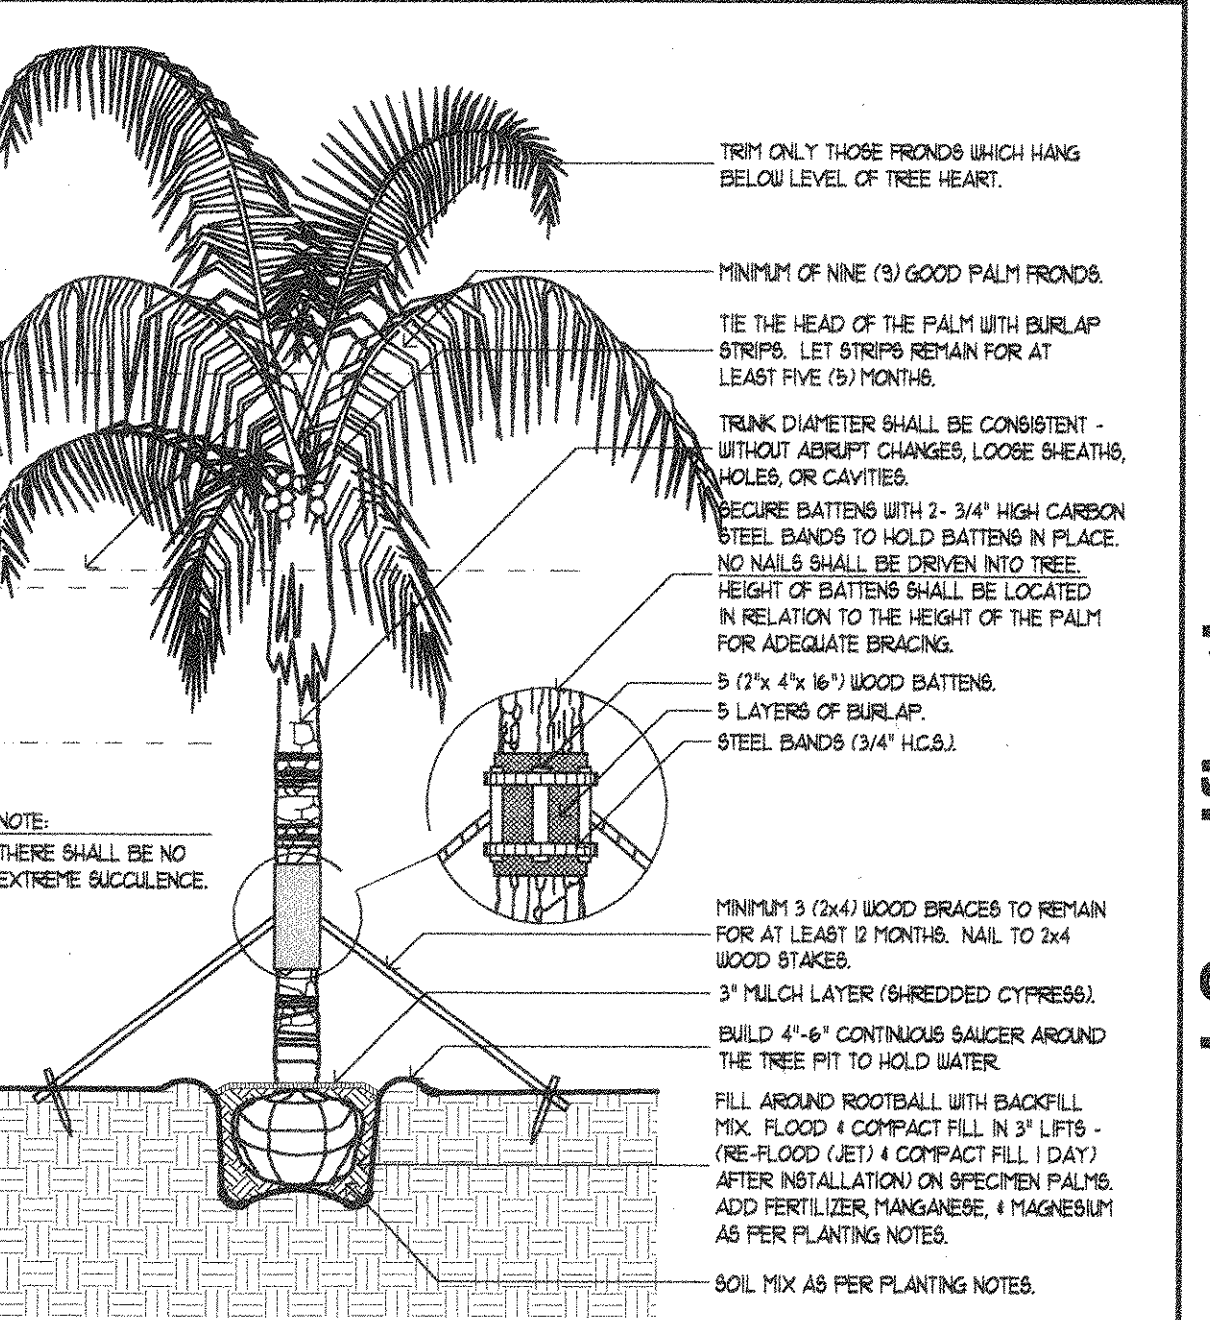 TRIM ONLY THOSE FRONDS WHICH HANG
BELOW LEVEL OF TREE HEART.
MINIMUM OF NINE (9) GOOD PALM FRONDS.
TIE THE HEAD OF THE PALM WITH BURLAP
STRIPS. LET STRIPS REMAIN FOR AT
LEAST FIVE (5) MONTHS.
TRUNK DIAMETER SHALL BE CONSISTENT -
WITHOUT ABRUPT CHANGES, LOOSE SHEATHS,
HOLES, OR CAVITIES.
SECURE BATTENS WITH 2- 3/4" HIGH CARBON
STEEL BANDS TO HOLD BATTENS IN PLACE.
NO NAILS SHALL BE DRIVEN INTO TREE.
HEIGHT OF BATTENS SHALL BE LOCATED
IN RELATION TO THE HEIGHT OF THE PALM
FOR ADEQUATE BRACING.
5 (2"x 4"x 16") WOOD BATTENS.
5 LAYERS OF BURLAP.
STEEL BANDS (3/4" H.C.S.).
NOTE:
THERE SHALL BE NO
EXTREME SUCCULENCE.
MINIMUM 3 (2x4) WOOD BRACES TO REMAIN
FOR AT LEAST 12 MONTHS. NAIL TO 2x4
WOOD STAKES.
3" MULCH LAYER (SHREDDED CYPRESS).
BUILD 4"-6" CONTINUOUS SAUCER AROUND
THE TREE PIT TO HOLD WATER.
FILL AROUND ROOTBALL WITH BACKFILL
MIX. FLOOD & COMPACT FILL IN 3" LIFTS -
(RE-FLOOD (JET) & COMPACT FILL 1 DAY)
AFTER INSTALLATION) ON SPECIMEN PALMS.
ADD FERTILIZER, MANGANESE, & MAGNESIUM
AS PER PLANTING NOTES.
SOIL MIX AS PER PLANTING NOTES.